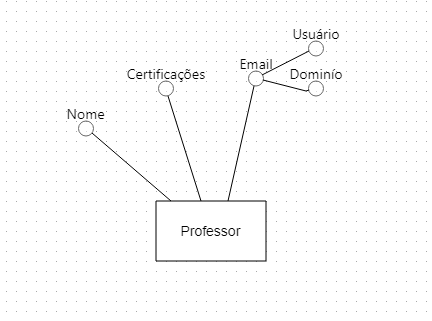 Usuário
Email
Dominío
Certificações
Nome
Professor